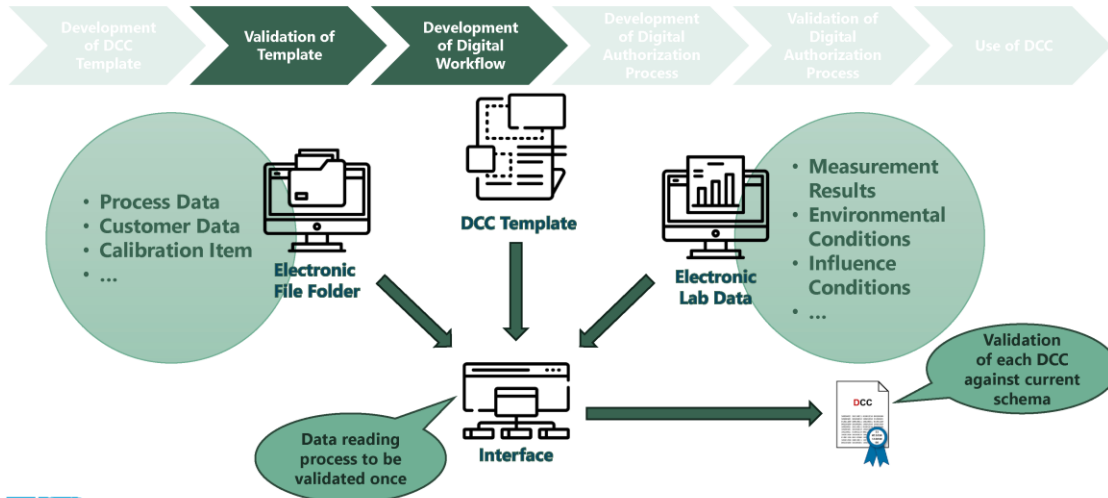 Development
of DCC
Template
Validation of
Template
Development
of Digital
Workflow
Development
of Digital
Authorization
Process
Validation of
Digital
Authorization
Process
Use of DCC
• Process Data
• Customer Data
• Calibration Item
• ...
Electronic
File Folder
DCC Template
Electronic
Lab Data
• Measurement
Results
• Environmental
Conditions
• Influence
Conditions
• ...
Data reading
process to be
validated once
Interface
DCC
Validation
of each DCC
against current
schema